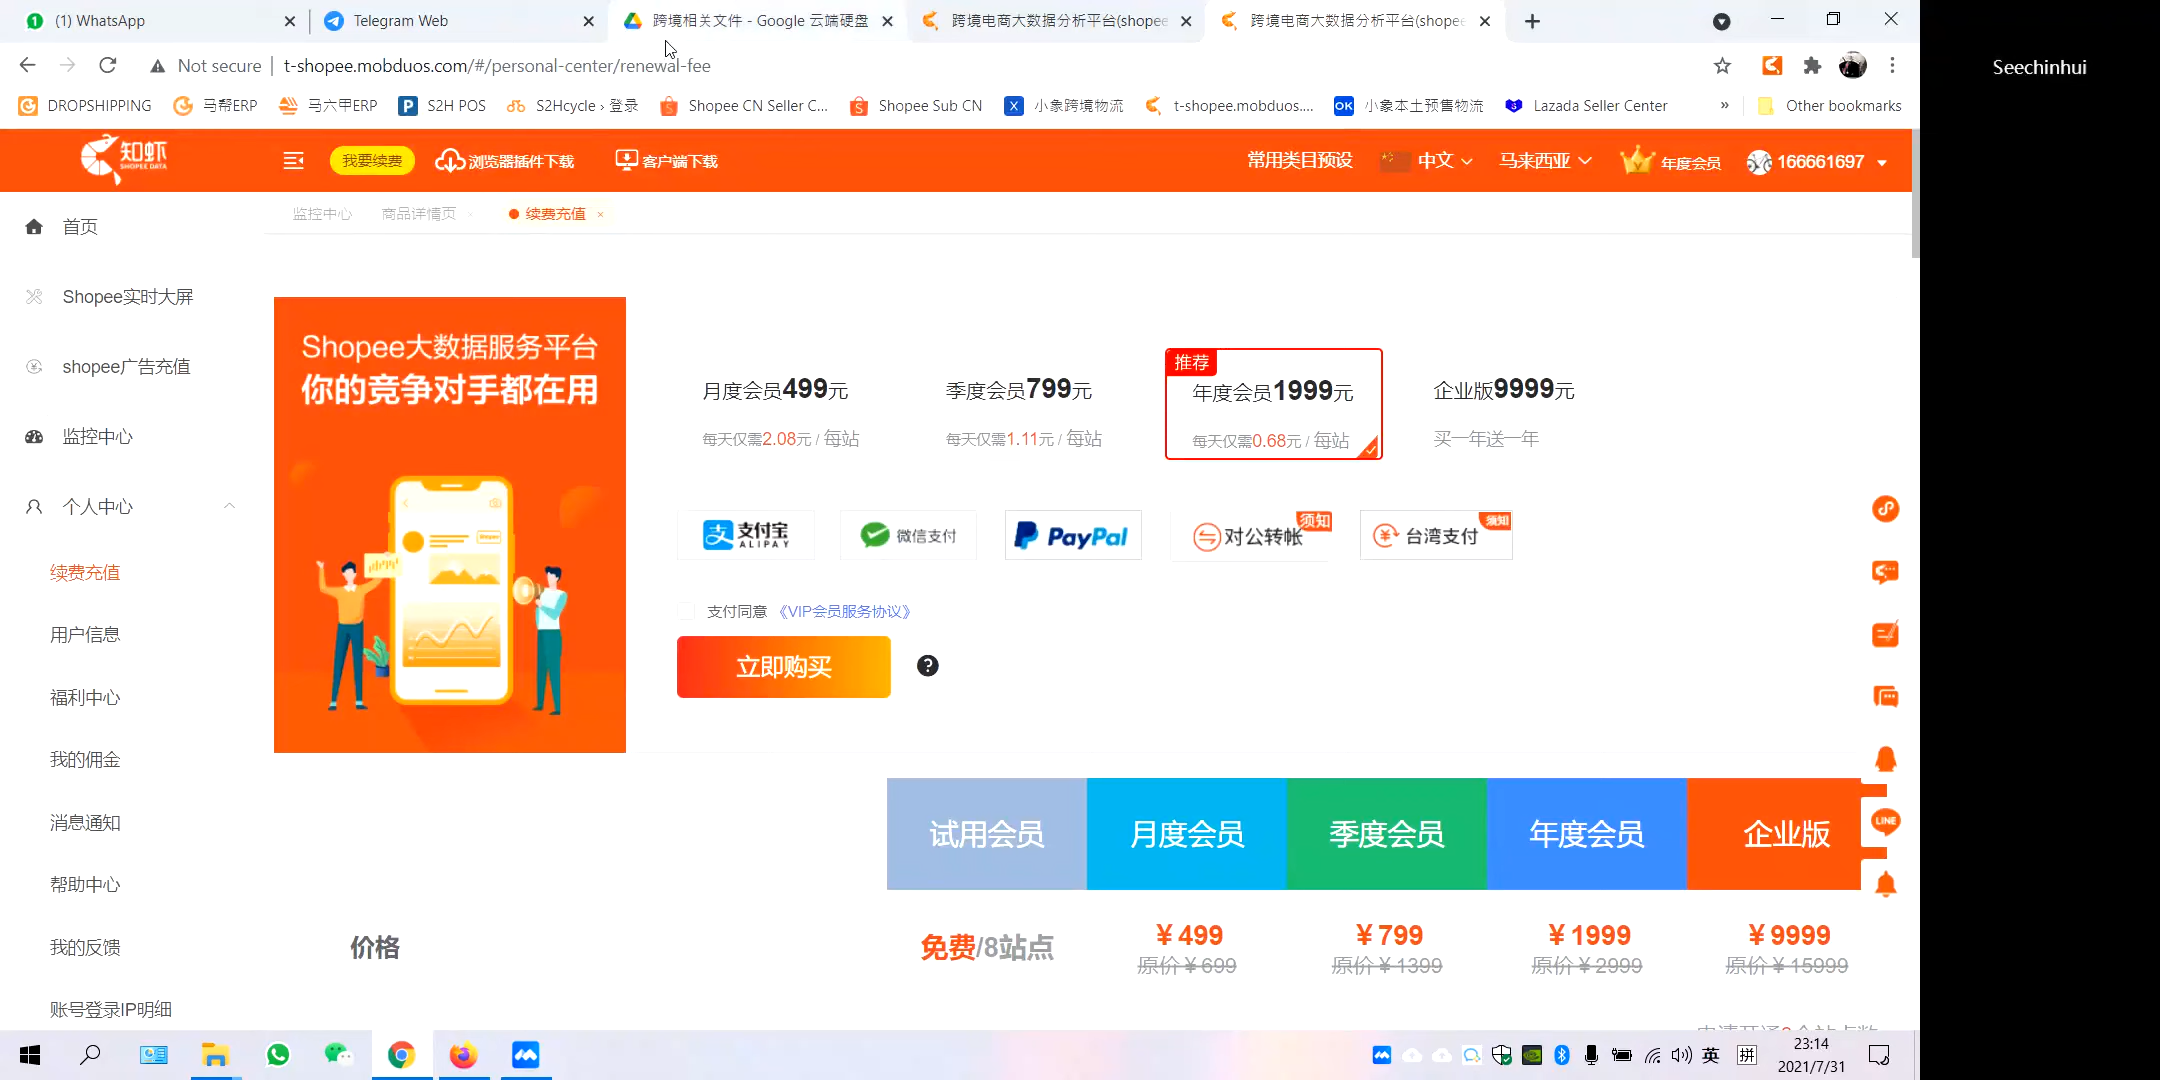 (1) WhatsApp
Telegram Web
跨境相关文件 - Google 云端硬盘
跨境电商大数据分析平台(shopee
跨境电商大数据分析平台(shopee
Seechinhui
Not secure
t-shopee.mobduos.com/#/personal-center/renewal-fee
DROPSHIPPING
马帮ERP
马六甲ERP
S2H POS
S2Hcycle › 登录
Shopee CN Seller C...
Shopee Sub CN
小象跨境物流
t-shopee.mobduos....
OK
小象本土预售物流
Lazada Seller Center
»
Other bookmarks
知虾
SHOPEE DATA
我要续费
浏览器插件下载
客户端下载
常用类目预设
中文
马来西亚
年度会员
166661697
监控中心
商品详情页
续费充值
首页
Shopee实时大屏
shopee广告充值
监控中心
个人中心
续费充值
用户信息
福利中心
我的佣金
消息通知
帮助中心
我的反馈
账号登录IP明细
Shopee大数据服务平台
你的竞争对手都在用
月度会员499元
每天仅需2.08元 / 每站
季度会员799元
每天仅需1.11元 / 每站
推荐
年度会员1999元
每天仅需0.68元 / 每站
企业版9999元
买一年送一年
支付宝
ALIPAY
微信支付
PayPal
对公转帐
须知
台湾支付
须知
支付同意 《VIP会员服务协议》
立即购买
?
LINE
试用会员
月度会员
季度会员
年度会员
企业版
价格
免费/8站点
￥499
原价￥699
￥799
原价￥1399
￥1999
原价￥2999
￥9999
原价￥15999
英
拼
23:14
2021/7/31